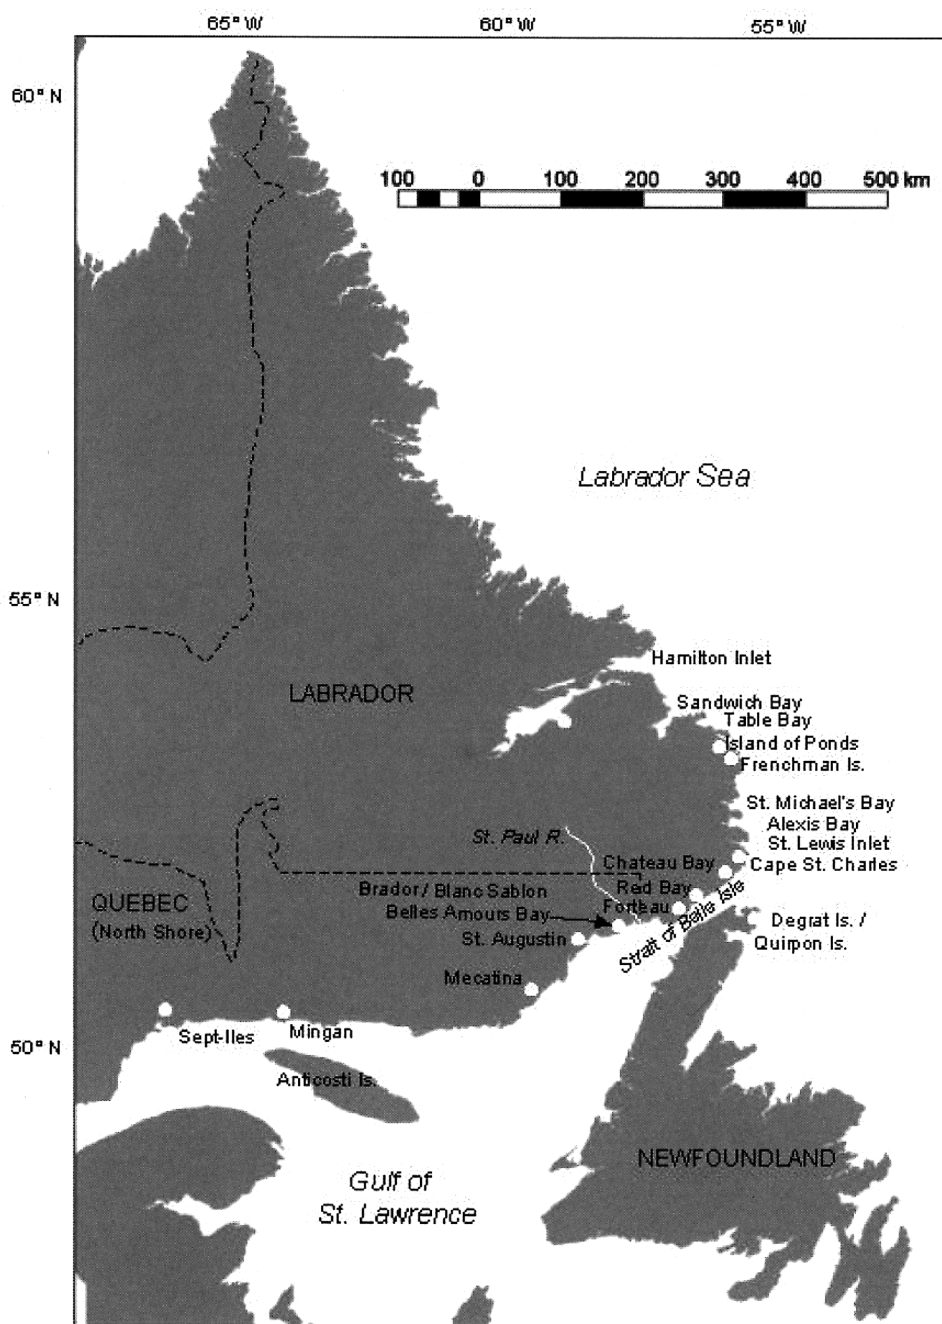 65° W 60° W 55° W
60° N
100 0 100 200 300 400 500 km
Labrador Sea
55° N
Hamilton Inlet
LABRADOR
Sandwich Bay
Table Bay
Island of Ponds
Frenchman Is.
St. Michael's Bay
Alexis Bay
St. Paul R.
St. Lewis Inlet
Chateau Bay
Cape St. Charles
Brador / Blanc Sablon
Red Bay
QUEBEC
(North Shore)
Belles Amours Bay
Forteau
Strait of Belle Isle
Degrat Is. /
Quirpon Is.
St. Augustin
Mecatina
Sept-Iles
Mingan
50° N
Anticosti Is.
NEWFOUNDLAND
Gulf of
St. Lawrence